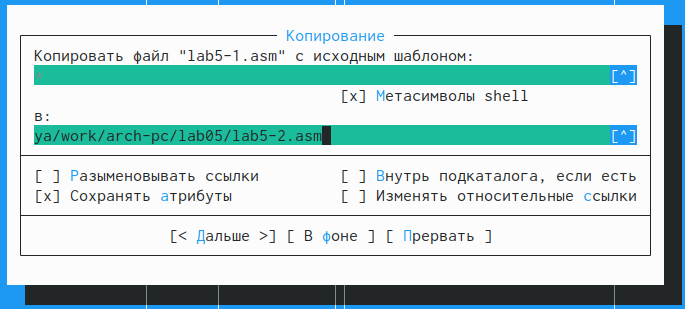 Копирование
Копировать файл "lab5-1.asm" с исходным шаблоном:
* [^]
[x] Метасимволы shell
в:
ya/work/arch-pc/lab05/lab5-2.asm [^]
[ ] Разыменовывать ссылки [ ] Внутрь подкаталога, если есть
[x] Сохранять атрибуты [ ] Изменять относительные ссылки
[< Дальше >] [ В фоне ] [ Прервать ]